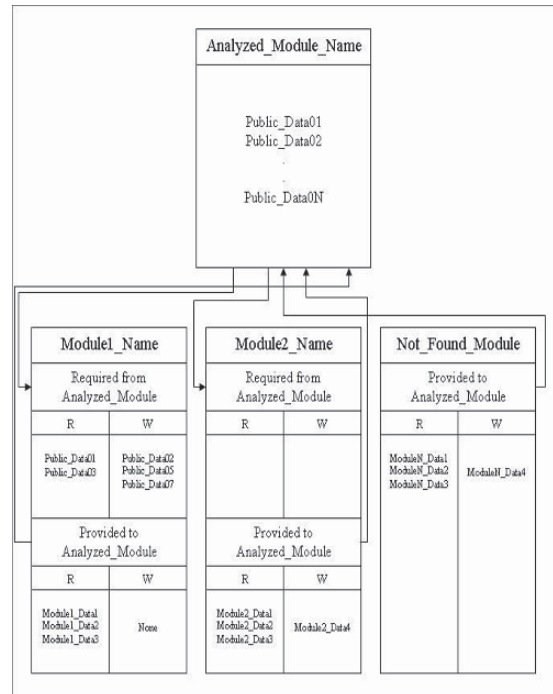 Analyzed_Module_Name
Public_Data01
Public_Data02
.
.
Public_Data0N
Module1_Name
Required from
Analyzed_Module
R W
Public_Data01
Public_Data03
Public_Data02
Public_Data05
Public_Data07
Provided to
Analyzed_Module
R W
Module1_Data1
Module1_Data2
Module1_Data3
None
Module2_Name
Required from
Analyzed_Module
R W
Provided to
Analyzed_Module
R W
Module2_Data1
Module2_Data2
Module2_Data3
Module2_Data4
Not_Found_Module
Provided to
Analyzed_Module
R W
ModuleN_Data1
ModuleN_Data2
ModuleN_Data3
ModuleN_Data4